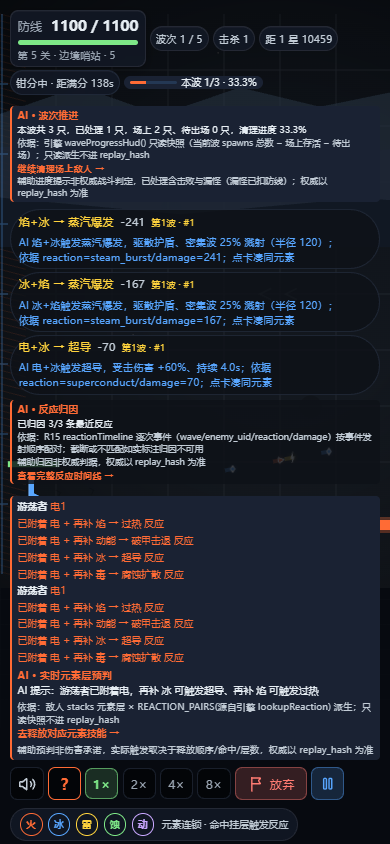 防线 1100 / 1100
第 5 关 · 边境哨站 · 5
波次 1 / 5
击杀 1
距 1 星 10459
钳分中 · 距满分 138s
本波 1/3 · 33.3%
AI · 波次推进
本波共 3 只，已处理 1 只，场上 2 只、待出场 0 只，清漕进度 33.3%
依据：引擎 waveProgressHud() 只读快照（当前波 spawns 总数 − 场上存活 − 待出
场）；只读派生不进 replay_hash
继续清理场上敌人 →
辅助进度提示非权威战斗判定，已处理含击败与漏怪（漏怪已扣防线）；权威以
replay_hash 为准
焰+冰 → 蒸汽爆发 -241 第1波 · #1
AI 焰+冰触发蒸汽爆发，驱散护盾、密集波 25% 溅射（半径 120）；
依据 reaction=steam_burst/damage=241；点卡凑同元素
冰+焰 → 蒸汽爆发 -167 第1波 · #1
AI 冰+焰触发蒸汽爆发，驱散护盾、密集波 25% 溅射（半径 120）；
依据 reaction=steam_burst/damage=167；点卡凑同元素
电+冰 → 超导 -70 第1波 · #1
AI 电+冰触发超导，受击伤害 +60%、持续 4.0s；依据
reaction=superconduct/damage=70；点卡凑同元素
AI · 反应归因
已归因 3/3 条最近反应
依据：R15 reactionTimeline 逐次事件（wave/enemy_uid/reaction/damage）按事件发
射顺序配对；截断或不匹配如实标注归因不可用
辅助归因非权威判据，权威以 replay_hash 为准
查看完整反应时间线 →
游荡者 电1
已附着 电 + 再补 焰 → 过热 反应
已附着 电 + 再补 动能 → 破甲击退 反应
已附着 电 + 再补 冰 → 超导 反应
已附着 电 + 再补 毒 → 腐蚀扩散 反应
游荡者 电1
已附着 电 + 再补 焰 → 过热 反应
已附着 电 + 再补 动能 → 破甲击退 反应
已附着 电 + 再补 冰 → 超导 反应
已附着 电 + 再补 毒 → 腐蚀扩散 反应
AI · 实时元素层预判
AI 提示：游荡者已附着电，再补 冰 可触发超导、再补 焰 可触发过热
依据：敌人 stacks 元素层 × REACTION_PAIRS(源自引擎 lookupReaction) 派生；只
读快照不进 replay_hash
去释放对应元素技能 →
辅助预判非伤害承诺，实际触发取决于释放顺序/命中/层数，权威以 replay_hash 为准
? 1× 2× 4× 8× 放弃
火 冰 雷 蚀 动 元素连锁 · 命中挂层触发反应